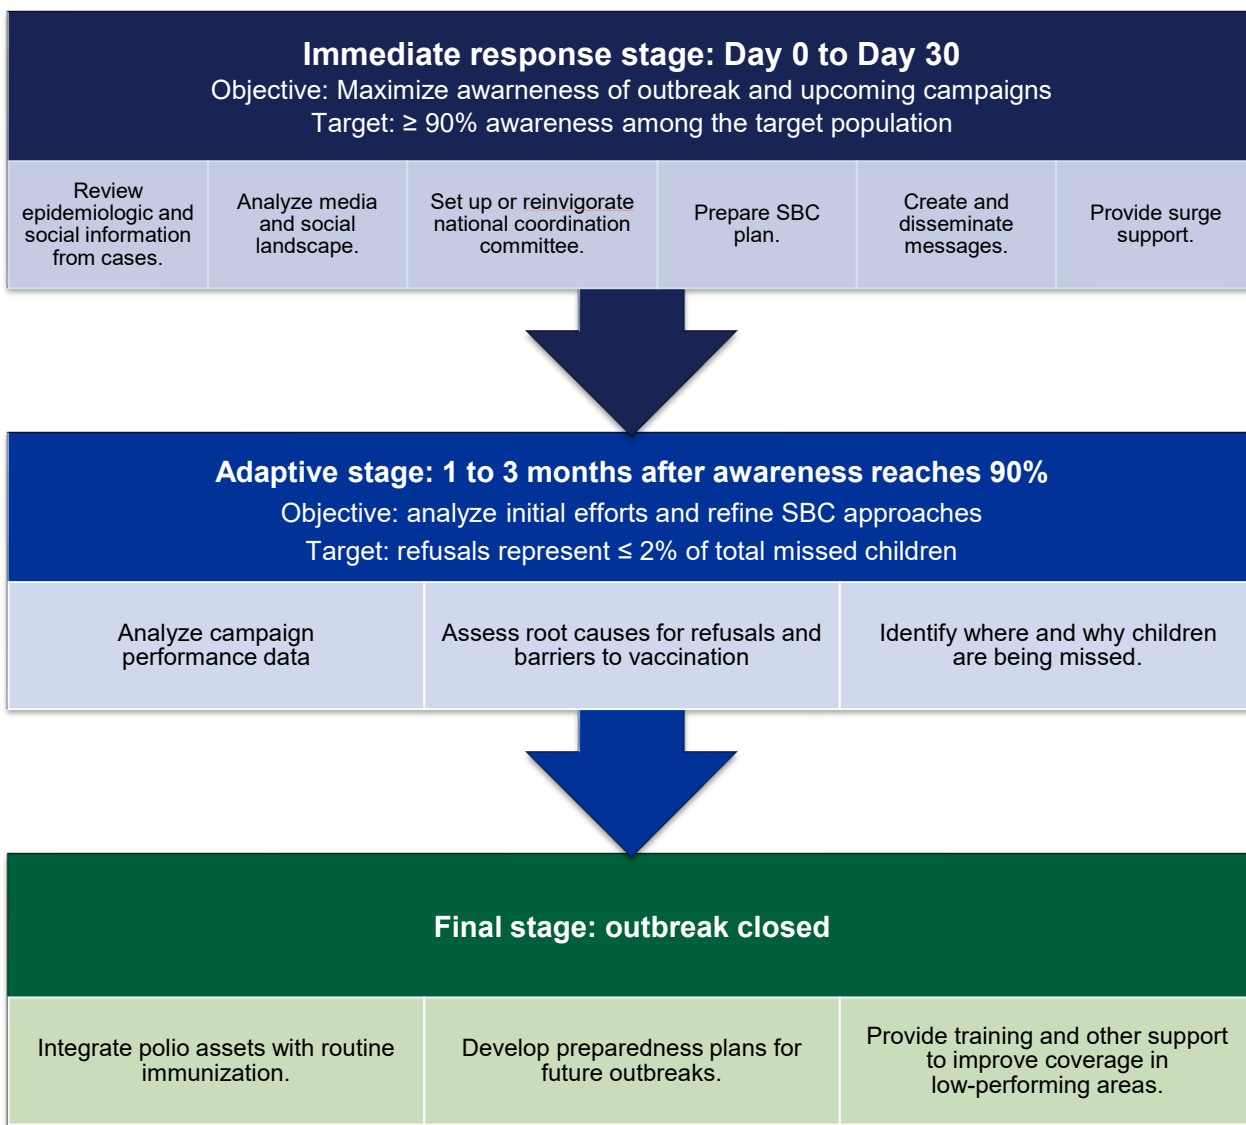 Immediate response stage: Day 0 to Day 30
Objective: Maximize awarneness of outbreak and upcoming campaigns
Target: ≥ 90% awareness among the target population
Review
epidemiologic and
social information
from cases.
Analyze media
and social
landscape.
Set up or reinvigorate
national coordination
committee.
Prepare SBC
plan.
Create and
disseminate
messages.
Provide surge
support.
Adaptive stage: 1 to 3 months after awareness reaches 90%
Objective: analyze initial efforts and refine SBC approaches
Target: refusals represent ≤ 2% of total missed children
Analyze campaign
performance data
Assess root causes for refusals and
barriers to vaccination
Identify where and why children
are being missed.
Final stage: outbreak closed
Integrate polio assets with routine
immunization.
Develop preparedness plans for
future outbreaks.
Provide training and other support
to improve coverage in
low-performing areas.